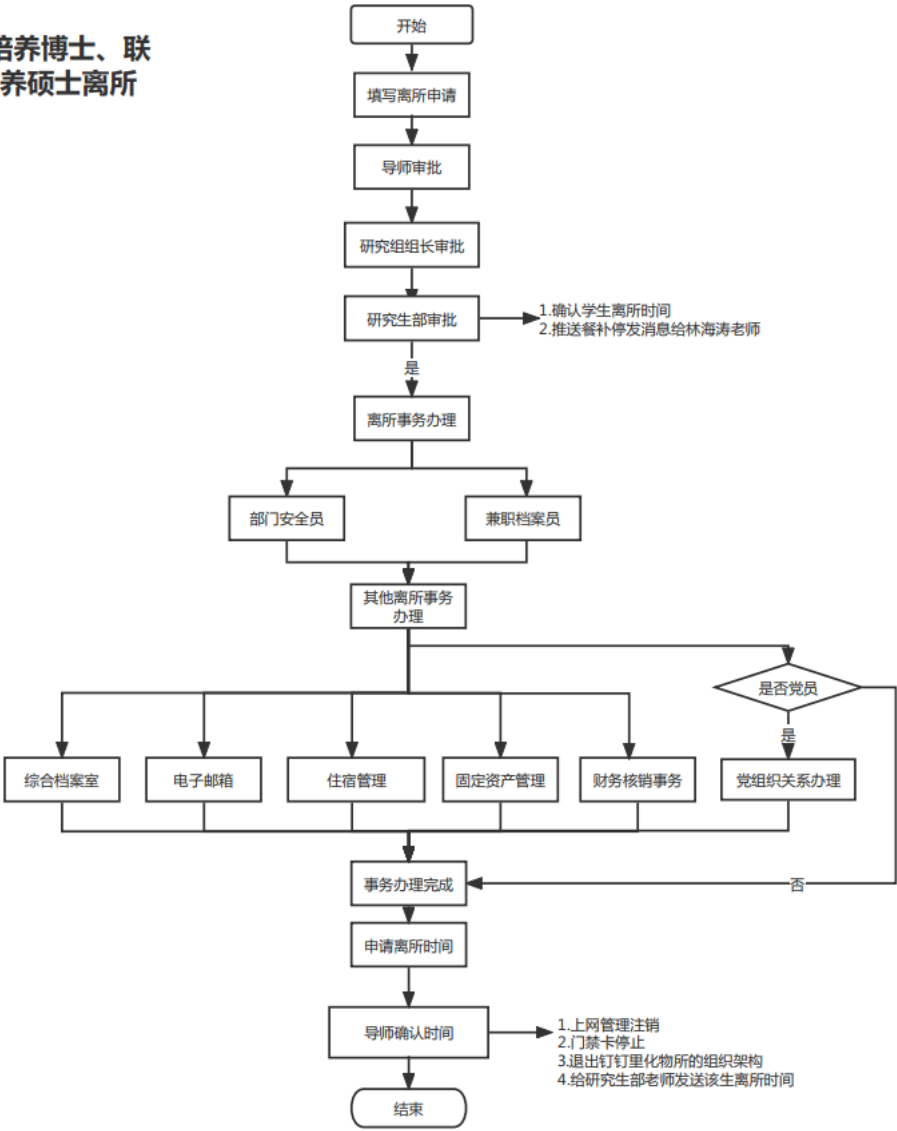 培养博士、联
养硕士离所
开始
填写离所申请
导师审批
研究组组长审批
研究生部审批
1.确认学生离所时间
2.推送餐补停发消息给林海涛老师
是
离所事务办理
部门安全员
兼职档案员
其他离所事务
办理
是否党员
是
综合档案室
电子邮箱
住宿管理
固定资产管理
财务核销事务
党组织关系办理
事务办理完成
否
申请离所时间
导师确认时间
1.上网管理注销
2.门禁卡停止
3.退出钉钉里化物所的组织架构
4.给研究生部老师发送该生离所时间
结束